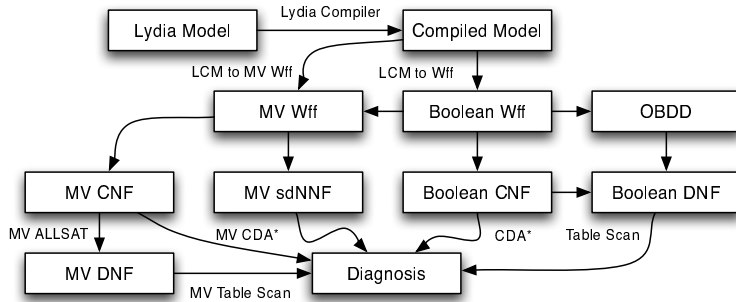 Lydia Compiler
Lydia Model
Compiled Model
LCM to MV Wff
LCM to Wff
MV Wff
Boolean Wff
OBDD
MV CNF
MV sdNNF
Boolean CNF
Boolean DNF
MV ALLSAT
MV CDA*
CDA*
Table Scan
MV DNF
Diagnosis
MV Table Scan